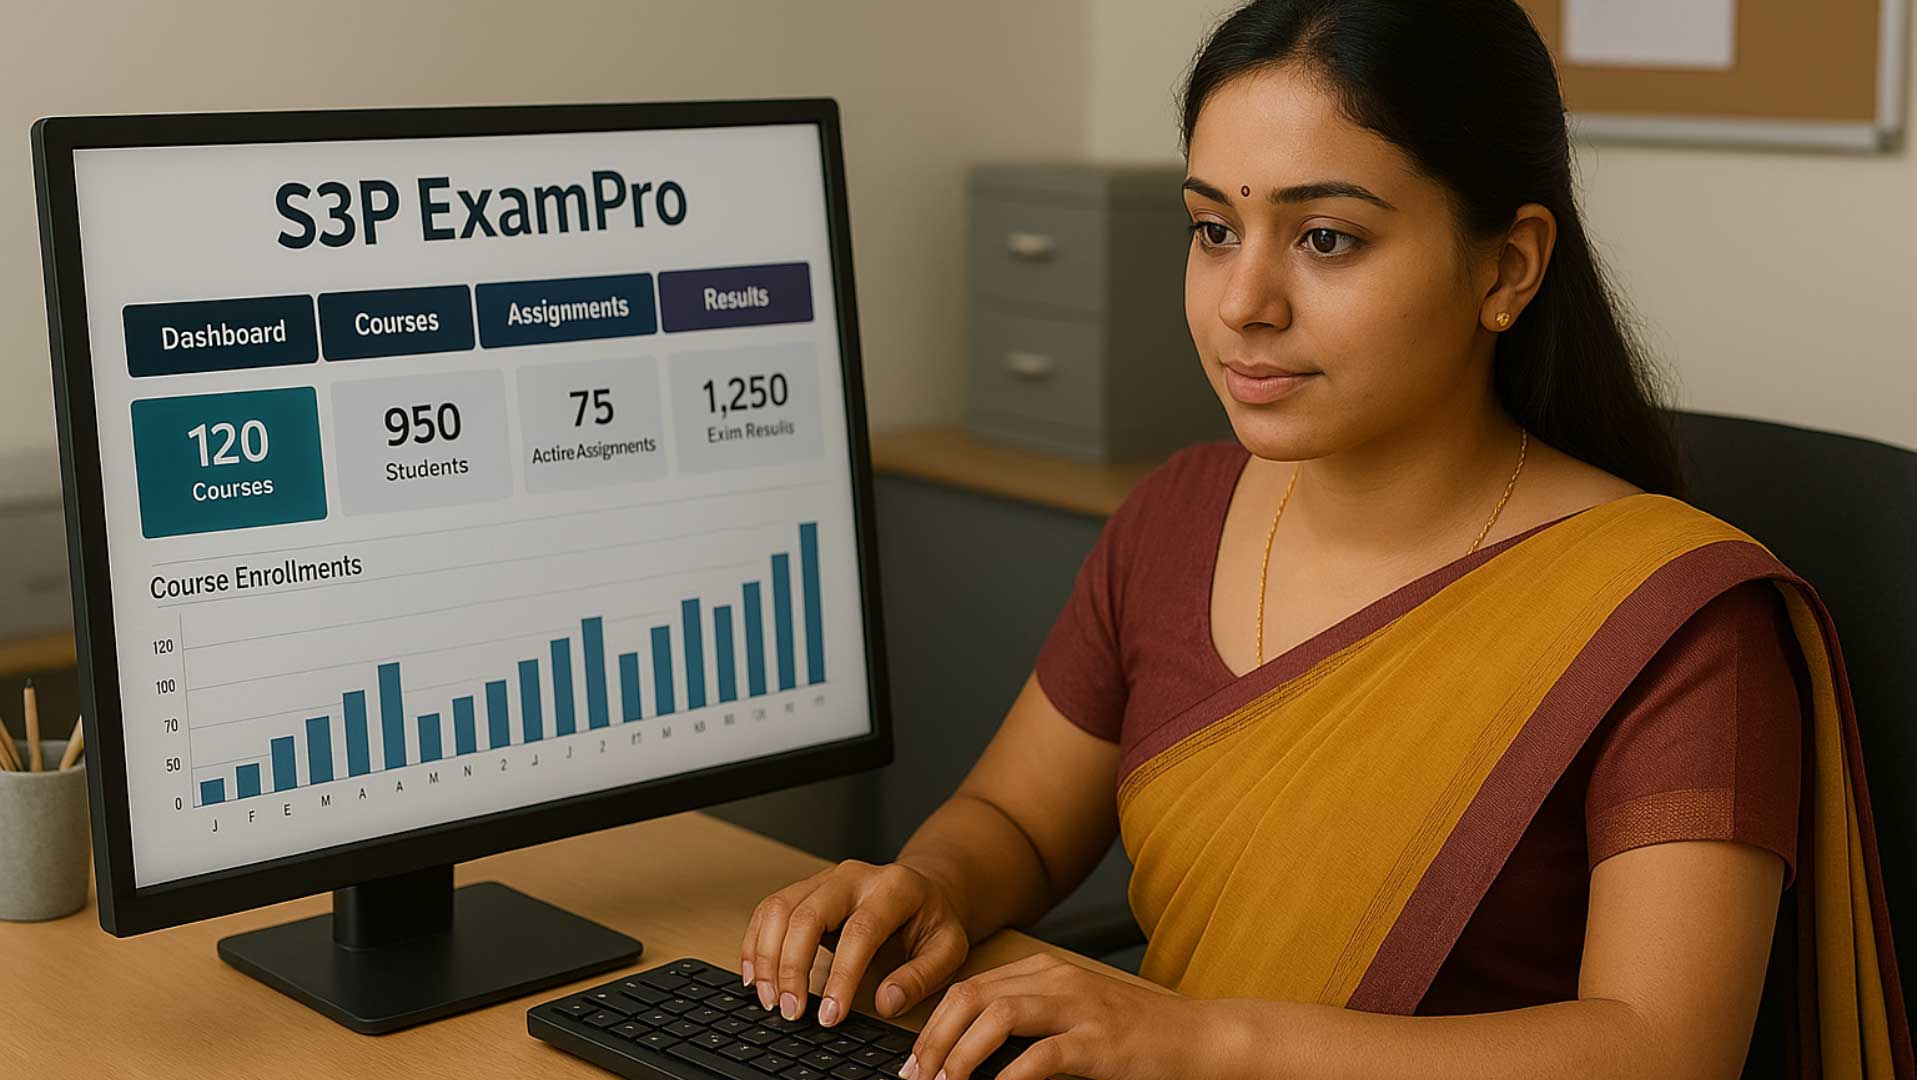 S3P ExamPro
Dashboard Courses Assignments Results
120 950 75 1,250
Courses Students Actire Assignments Exim Resulis
Course Enrollments
120
100
70
50
0
J F E M A A M N 2 J J 2 M